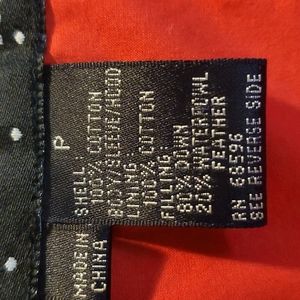 P
SHELL:
100% COTTON
BODY/SLEEVE/HOOD
LINING:
100% COTTON
FILLING:
80% DOWN
20% WATERFOWL
FEATHER
RN 68596
SEE REVERSE SIDE
MADE IN
CHINA